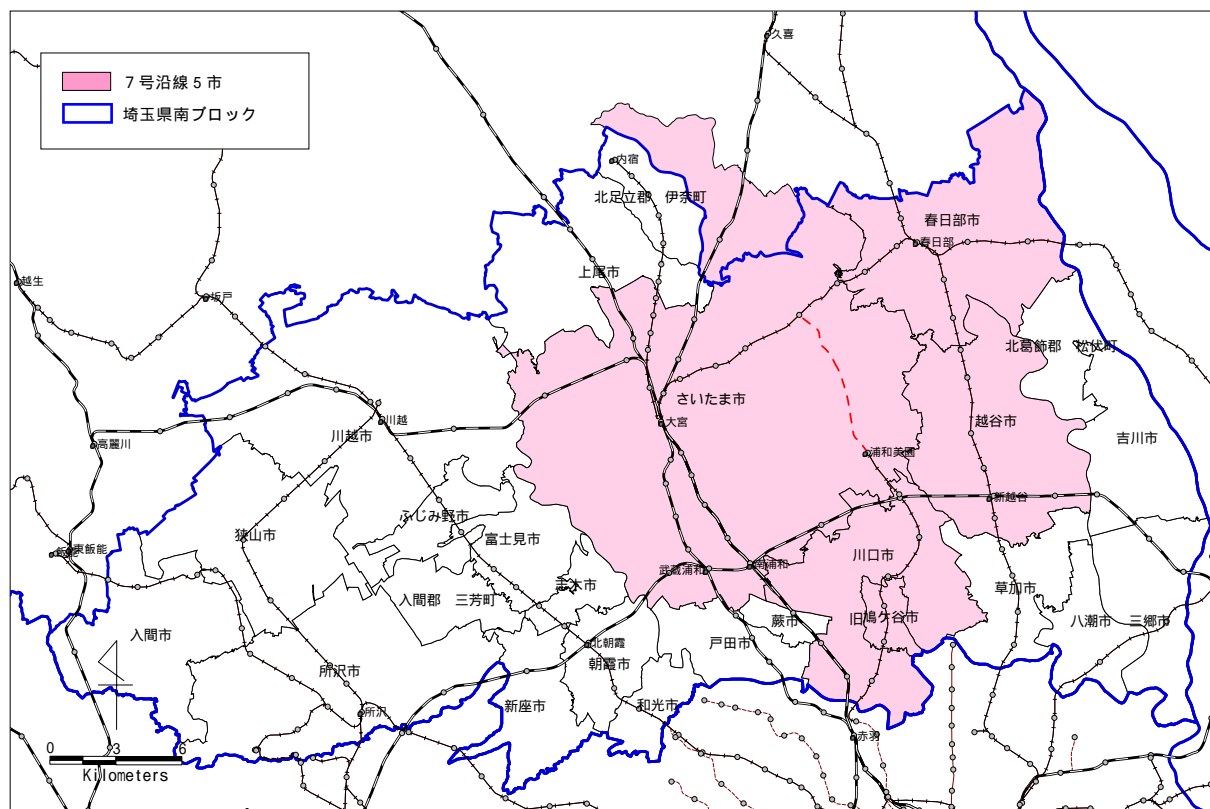 ７号沿線５市
埼玉県南ブロック
久喜
内宿
北足立郡 伊奈町
春日部市
春日部
上尾市
越生
坂戸
北葛飾郡 松伏町
さいたま市
大宮
越谷市
川越
川越市
吉川市
高麗川
浦和美園
新越谷
ふじみ野市
狭山市
富士見市
東飯能
川口市
武蔵浦和
南浦和
志木市
草加市
入間郡 三芳町
旧鳩ケ谷市
蕨市
八潮市 三郷市
入間市
戸田市
北朝霞
朝霞市
所沢市
新座市
和光市
所沢
赤羽
0 3 6
Kilometers